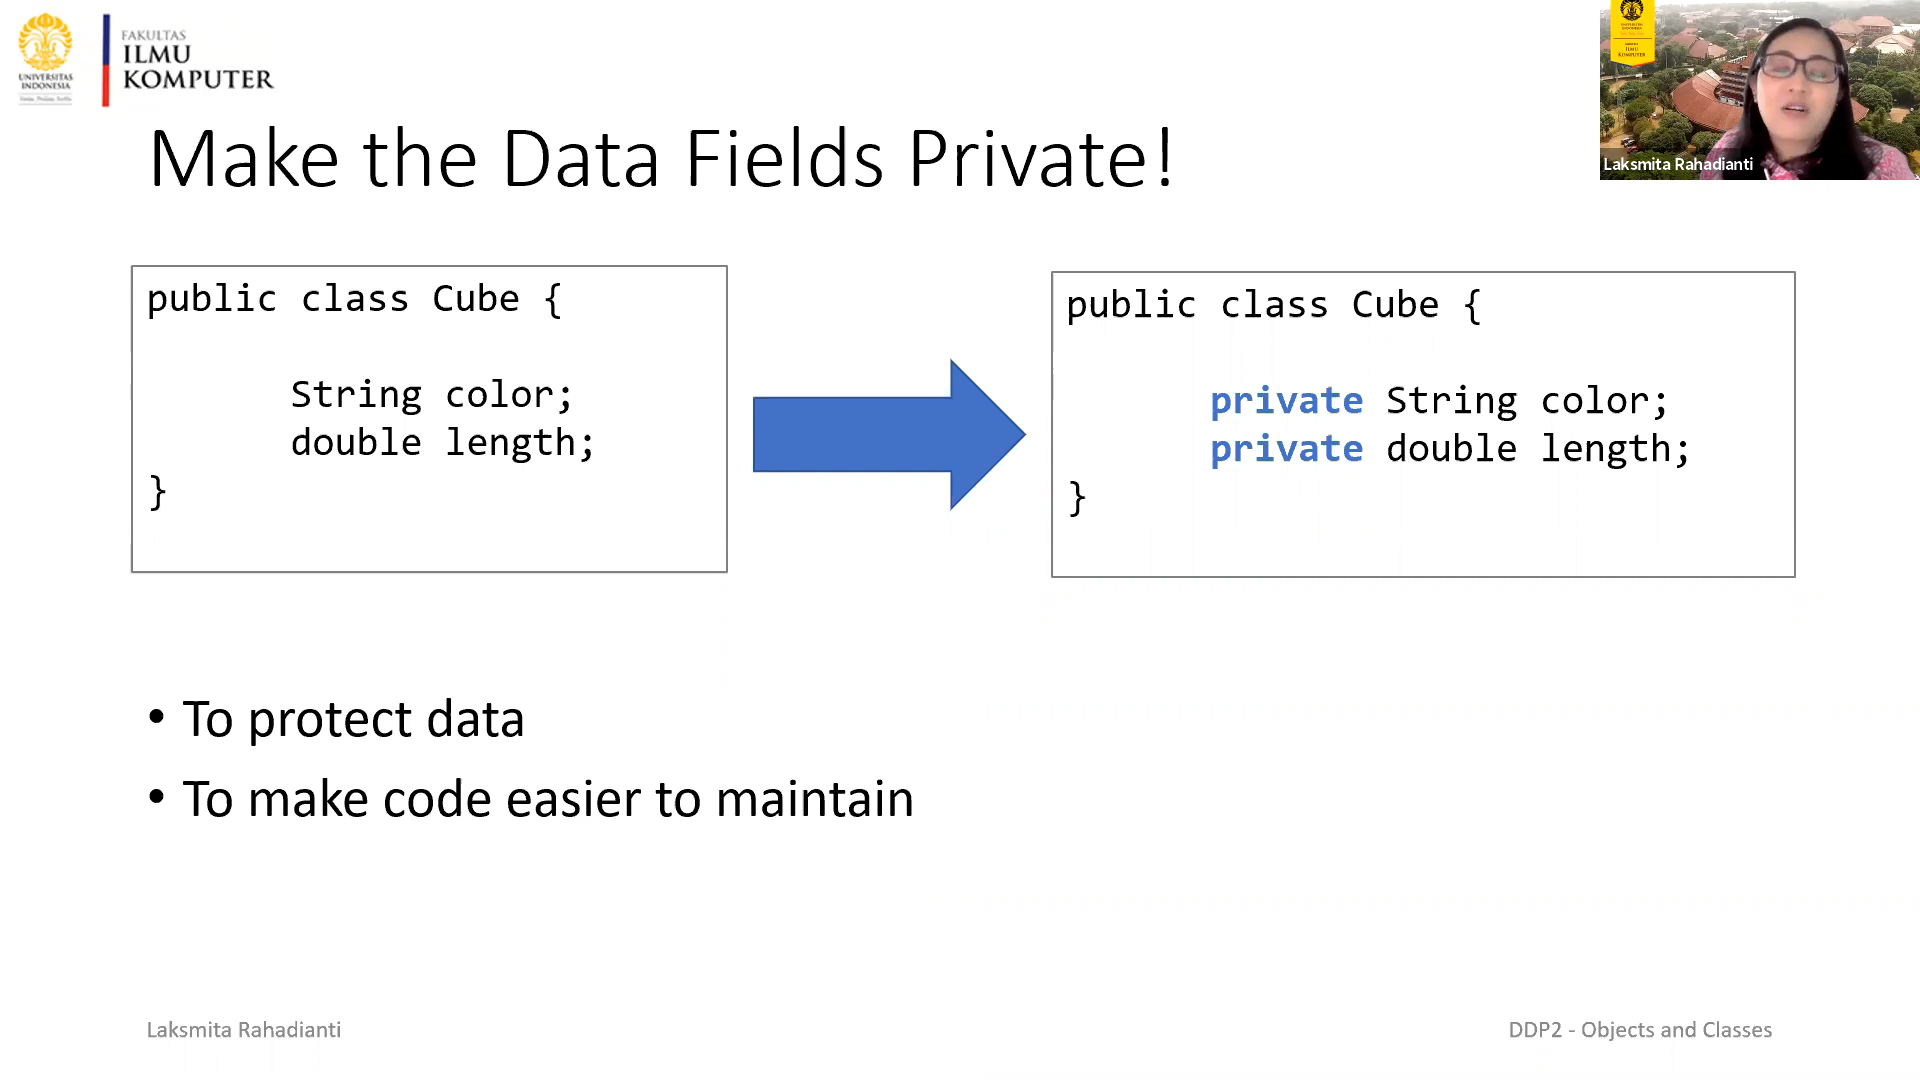 UNIVERSITAS
INDONESIA
FAKULTAS
ILMU
KOMPUTER
Laksmita Rahadianti
Make the Data Fields Private!
public class Cube {
String color;
double length;
}
public class Cube {
private String color;
private double length;
}
• To protect data
• To make code easier to maintain
Laksmita Rahadianti
DDP2 - Objects and Classes